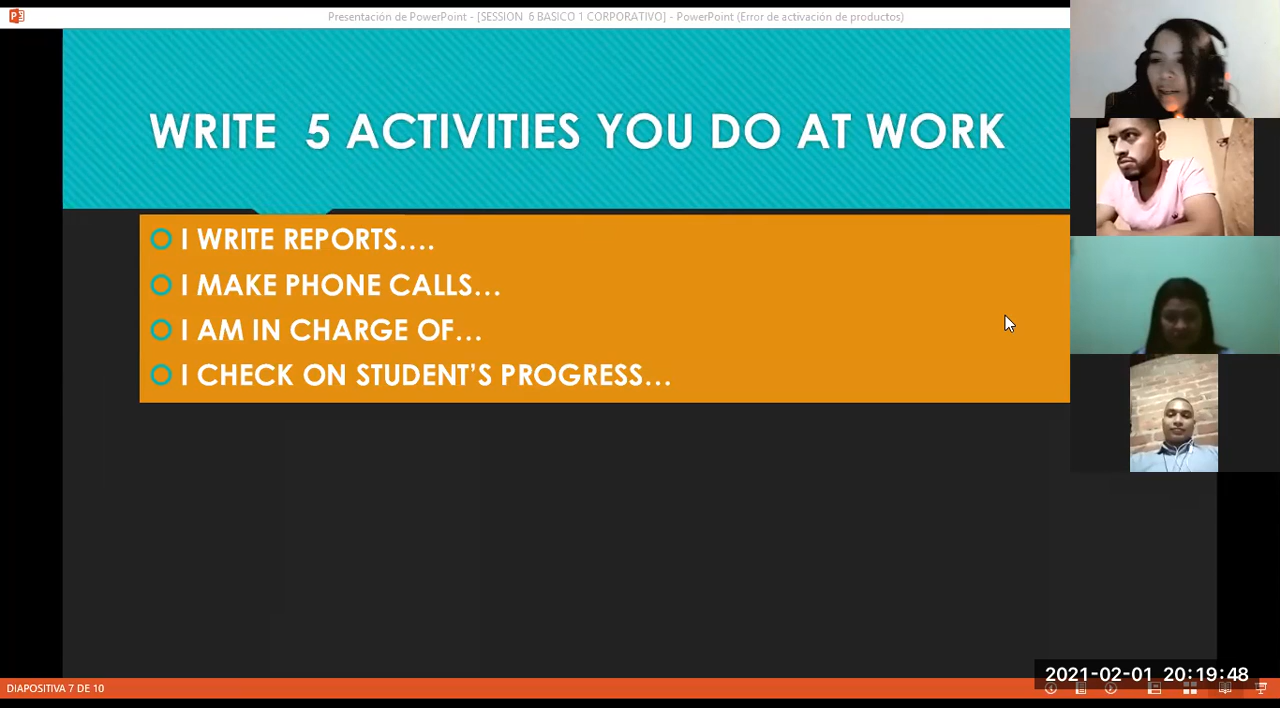 Presentación de PowerPoint - [SESSION 6 BASICO 1 CORPORATIVO] - PowerPoint (Error de activación de productos)
WRITE 5 ACTIVITIES YOU DO AT WORK
I WRITE REPORTS….
I MAKE PHONE CALLS…
I AM IN CHARGE OF…
I CHECK ON STUDENT’S PROGRESS…
2021-02-01 20:19:48
DIAPOSITIVA 7 DE 10